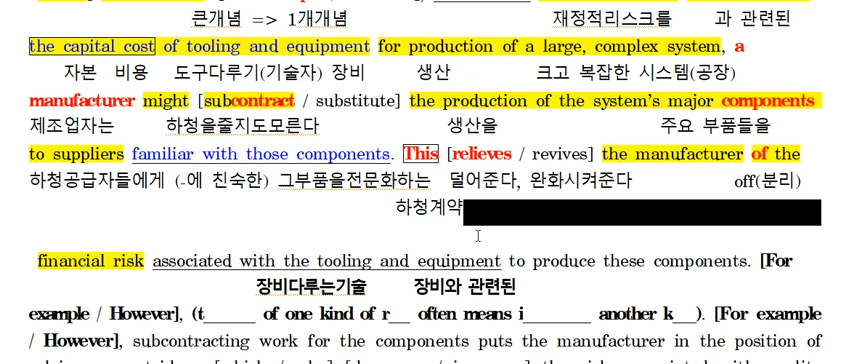 큰개념 => 1개개념 재정적리스크를 과 관련된
the capital cost of tooling and equipment for production of a large, complex system, a
자본 비용 도구다루기(기술자) 장비 생산 크고 복잡한 시스템(공장)
manufacturer might [subcontract / substitute] the production of the system's major components
제조업자는 하청을줄지도모른다 생산을 주요 부품들을
to suppliers familiar with those components. This [relieves / revives] the manufacturer of the
하청공급자들에게 (-에 친숙한) 그부품을전문화하는 덜어준다, 완화시켜준다 off(분리)
하청계약
financial risk associated with the tooling and equipment to produce these components. [For
장비다루는기술 장비와 관련된
example / However], (t______ of one kind of r__ often means i_______ another k__). [For example
/ However], subcontracting work for the components puts the manufacturer in the position of